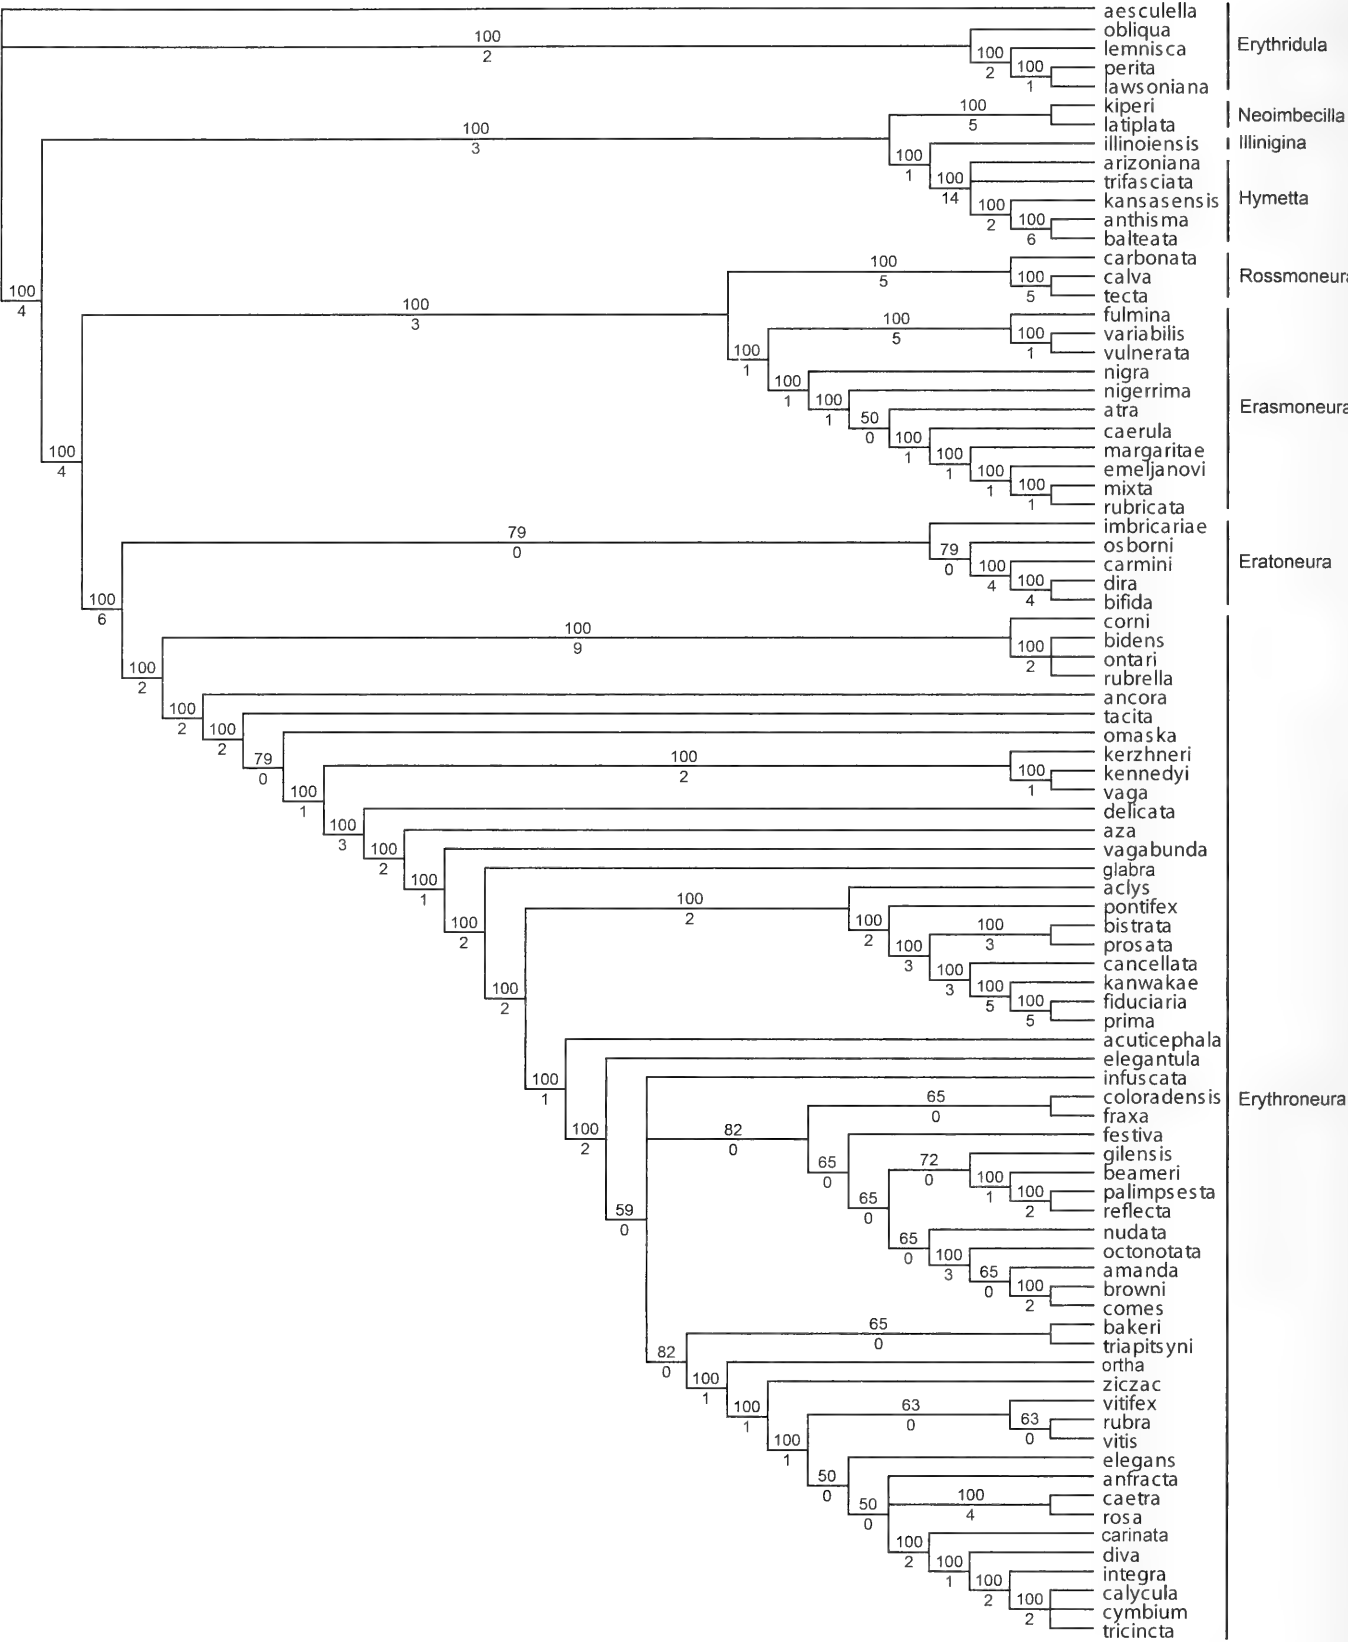 aesculella
obliqua
lemnisca
perita
lawsoniana
Erythridula
100
2
100
2
100
1
kiperi
latiplata
Neoimbecilla
100
5
illinoiensis
Illinigina
100
3
100
1
arizoniana
trifasciata
kansasensis
anthisma
balteata
Hymetta
100
14
100
2
100
6
carbonata
calva
tecta
Rossmoneura
100
5
100
5
100
4
100
3
fulmina
variabilis
vulnerata
nigra
nigerrima
atra
caerula
margaritae
emeljanovi
mixta
rubricata
Erasmoneura
100
5
100
1
100
1
100
1
100
1
50
0
100
1
100
1
100
1
100
1
100
4
imbricariae
osborni
carmini
dira
bifida
Eratoneura
79
0
79
0
100
4
100
4
100
6
corni
bidens
ontari
rubrella
100
9
100
2
100
2
ancora
tacita
omaska
100
2
100
2
79
0
kerzhneri
kennedyi
vaga
100
2
100
1
100
1
delicata
aza
vagabunda
glabra
100
3
100
2
100
1
100
2
aclys
pontifex
bistrata
prosata
cancellata
kanwakae
fiduciaria
prima
100
2
100
2
100
3
100
3
100
3
100
5
100
5
100
2
acuticephala
elegantula
infuscata
coloradensis
fraxa
Erythroneura
100
1
100
2
65
0
82
0
festiva
gilensis
beameri
palimpsesta
reflecta
65
0
72
0
100
1
100
2
65
0
59
0
nudata
octonotata
amanda
browni
comes
65
0
100
3
65
0
100
2
bakeri
triapitsyni
65
0
82
0
ortha
ziczac
100
1
100
1
vitifex
rubra
vitis
63
0
63
0
100
1
elegans
anfracta
caetra
rosa
50
0
50
0
100
4
carinata
diva
integra
calycula
cymbium
tricincta
100
2
100
1
100
2
100
2